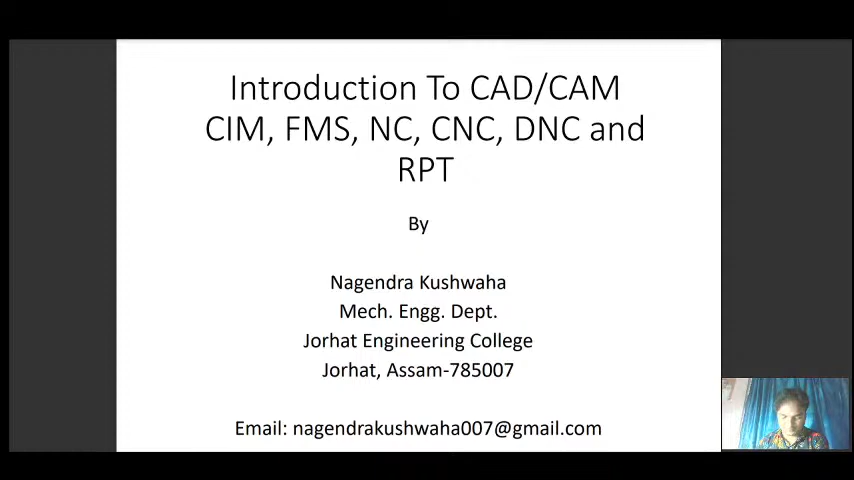 Introduction To CAD/CAM
CIM, FMS, NC, CNC, DNC and
RPT
By
Nagendra Kushwaha
Mech. Engg. Dept.
Jorhat Engineering College
Jorhat, Assam-785007
Email: nagendrakushwaha007@gmail.com